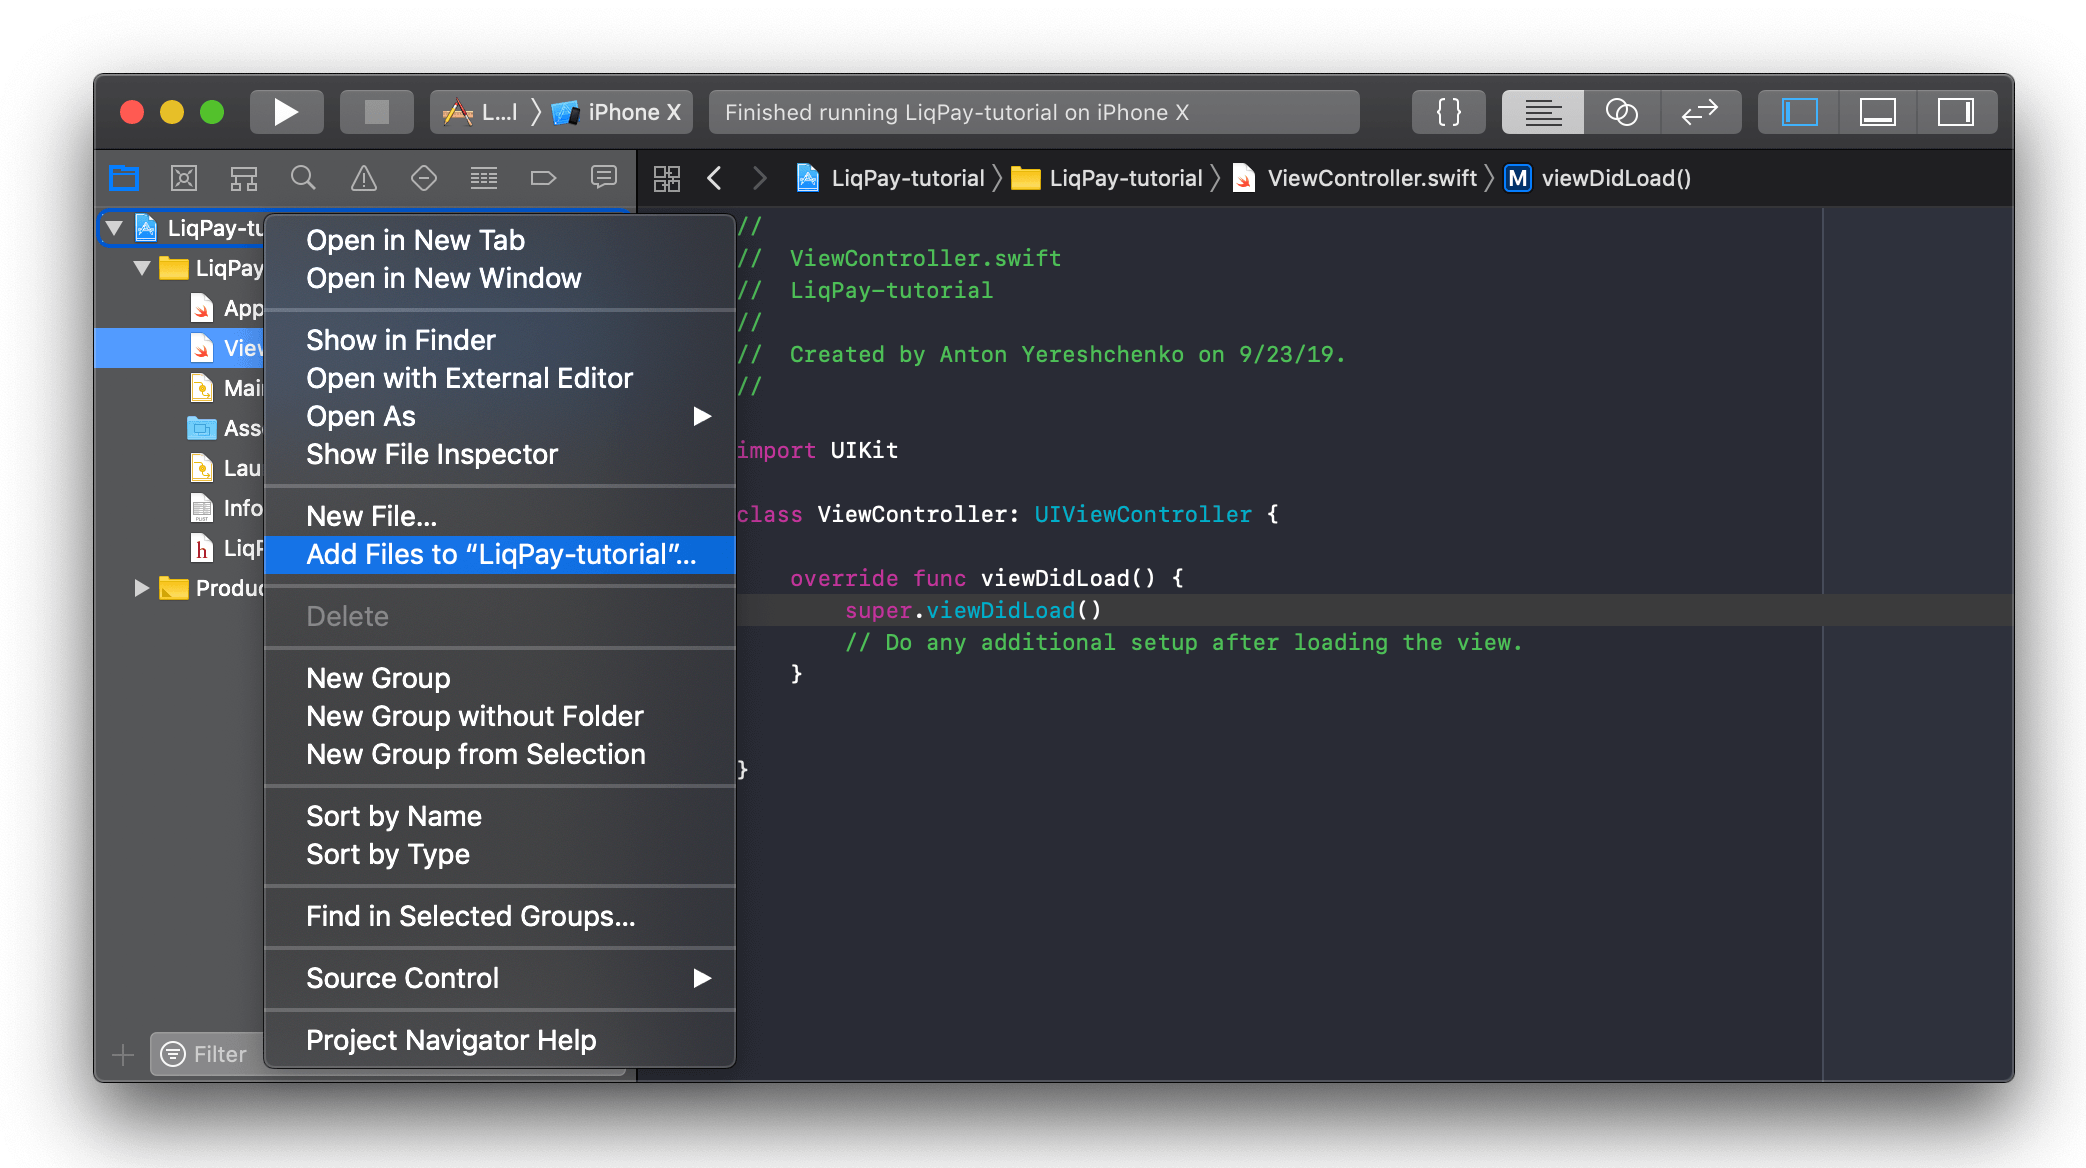 L...l iPhone X
Finished running LiqPay-tutorial on iPhone X
{ }
LiqPay-tutorial LiqPay-tutorial ViewController.swift M viewDidLoad()
LiqPay-tu
LiqPay
App
View
Main
Ass
Lau
Info
h LiqP
Produc
Filter
Open in New Tab
Open in New Window
Show in Finder
Open with External Editor
Open As
Show File Inspector
New File...
Add Files to “LiqPay-tutorial”...
Delete
New Group
New Group without Folder
New Group from Selection
Sort by Name
Sort by Type
Find in Selected Groups...
Source Control
Project Navigator Help
//
//  ViewController.swift
//  LiqPay-tutorial
//
//  Created by Anton Yereshchenko on 9/23/19.
//
import UIKit
class ViewController: UIViewController {
override func viewDidLoad() {
super.viewDidLoad()
// Do any additional setup after loading the view.
}
}